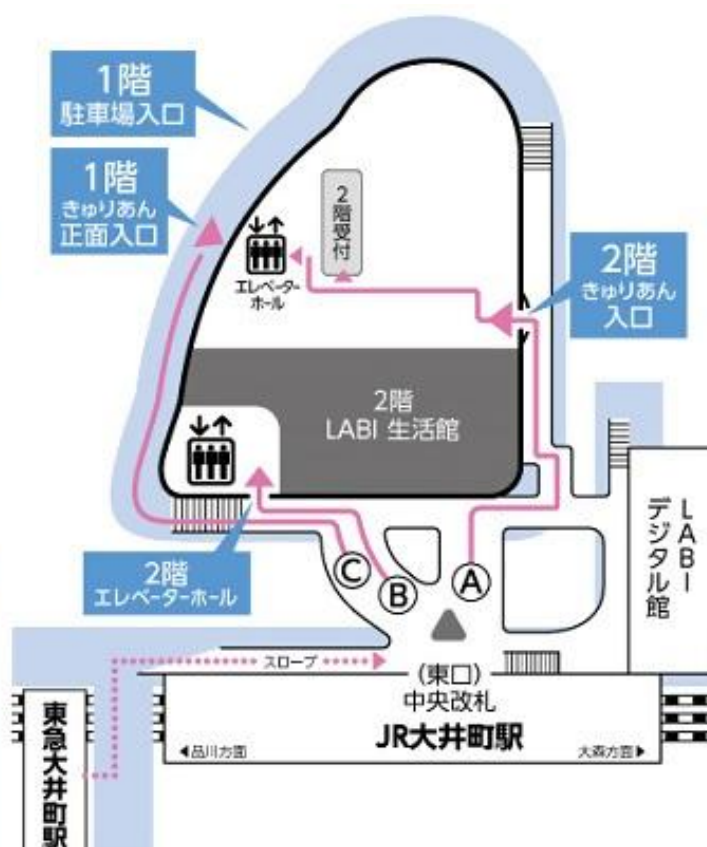 1階
駐車場入口
1階
きゅりあん
正面入口
2階受付
エレベーター
ホール
2階
きゅりあん
入口
2階
LABI 生活館
2階
エレベーターホール
C
B
A
LABI
デジタル館
スロープ
(東口)
中央改札
JR大井町駅
◀品川方面
大森方面▶
東急大井町駅